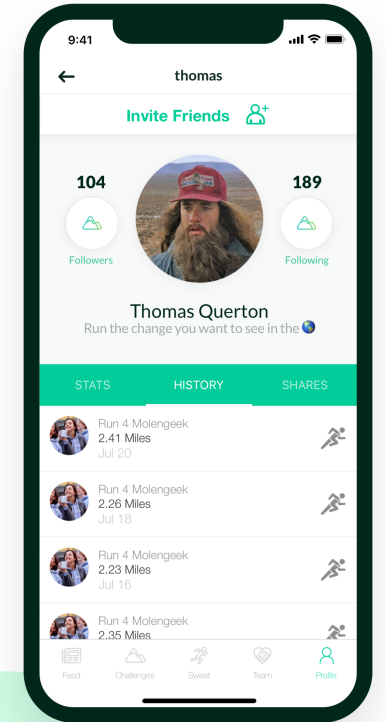 9:41
thomas
Invite Friends
104
189
Followers
Following
Thomas Querton
Run the change you want to see in the 🌎
STATS HISTORY SHARES
Run 4 Molengeek
2.41 Miles
Jul 20
Run 4 Molengeek
2.26 Miles
Jul 18
Run 4 Molengeek
2.23 Miles
Jul 16
Run 4 Molengeek
2.35 Miles
Feed Challenges Sweat Team Profile